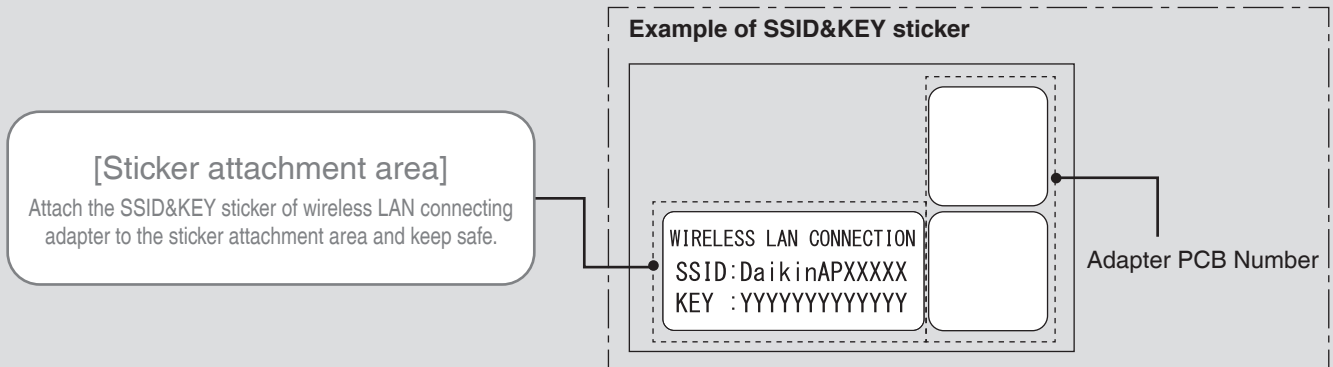 Example of SSID&KEY sticker
[Sticker attachment area]
Attach the SSID&KEY sticker of wireless LAN connecting
adapter to the sticker attachment area and keep safe.
WIRELESS LAN CONNECTION
SSID:DaikinAPXXXXX
KEY :YYYYYYYYYYYYY
Adapter PCB Number